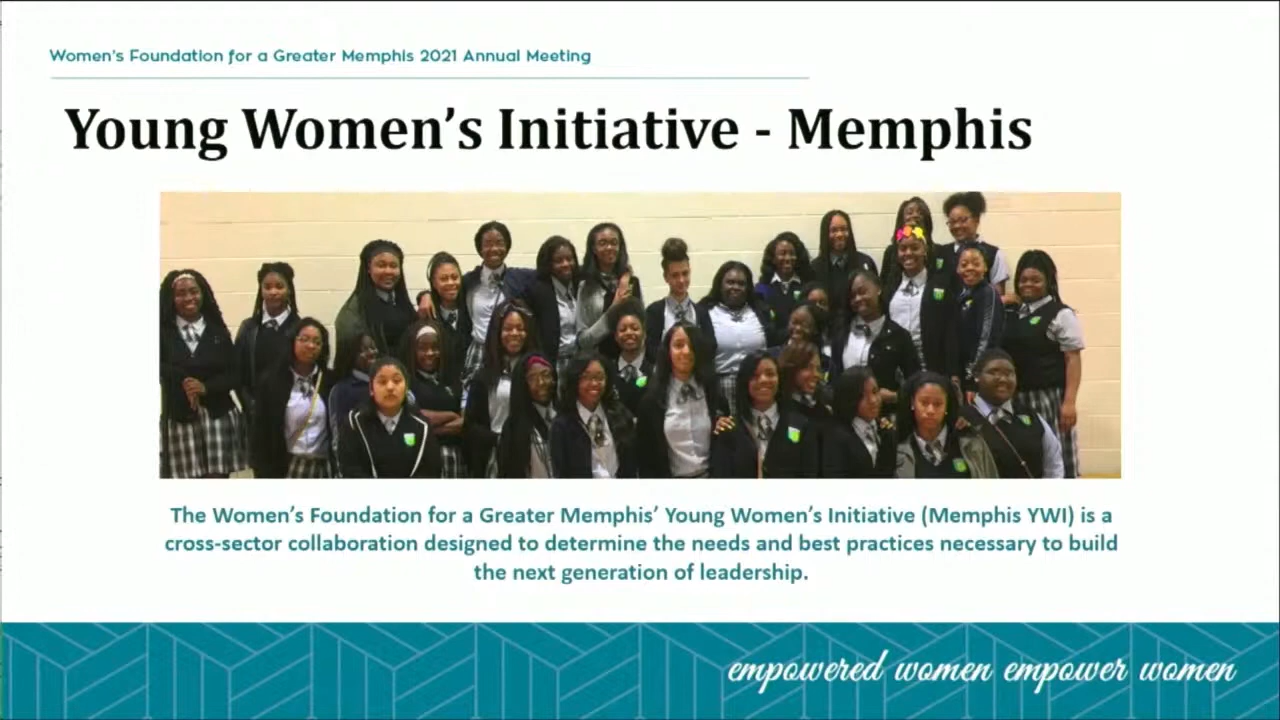 Women's Foundation for a Greater Memphis 2021 Annual Meeting
Young Women's Initiative - Memphis
The Women's Foundation for a Greater Memphis' Young Women's Initiative (Memphis YWI) is a
cross-sector collaboration designed to determine the needs and best practices necessary to build
the next generation of leadership.
empowered women empower women